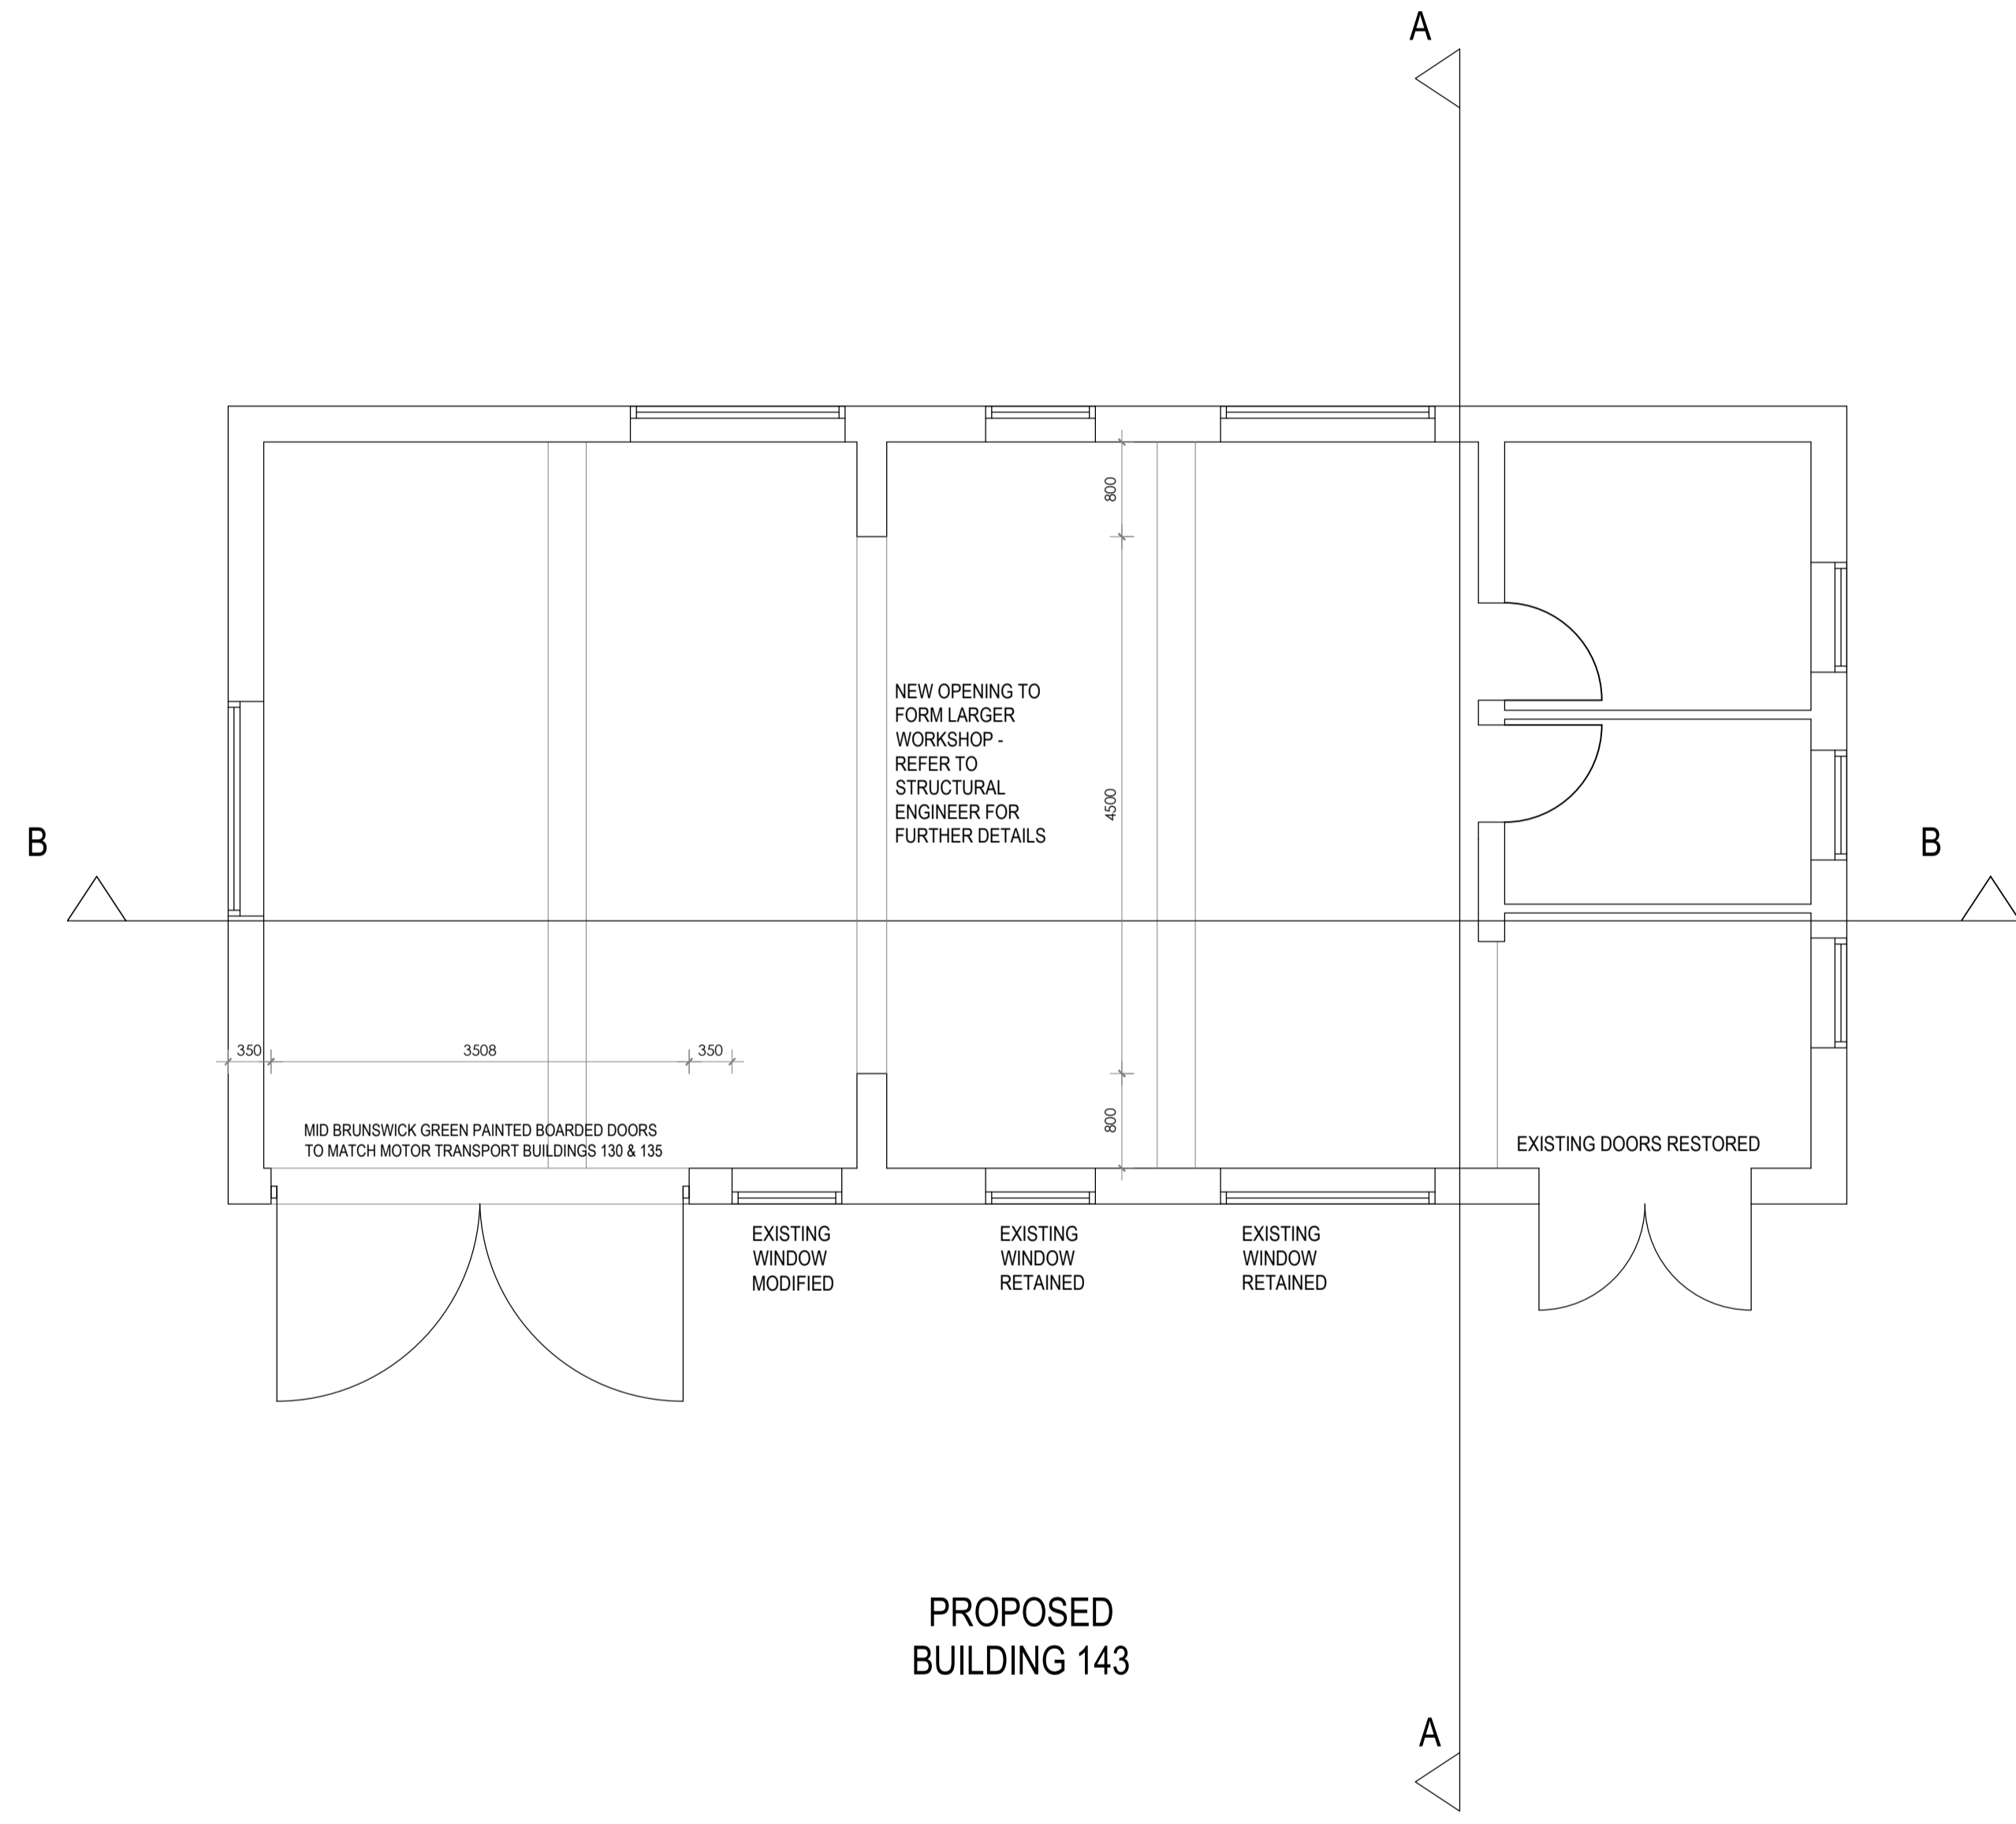 A
800
NEW OPENING TO
FORM LARGER
WORKSHOP -
REFER TO
STRUCTURAL
ENGINEER FOR
FURTHER DETAILS
4500
B
B
350
3508
350
800
MID BRUNSWICK GREEN PAINTED BOARDED DOORS
TO MATCH MOTOR TRANSPORT BUILDINGS 130 & 135
EXISTING DOORS RESTORED
EXISTING
WINDOW
MODIFIED
EXISTING
WINDOW
RETAINED
EXISTING
WINDOW
RETAINED
PROPOSED
BUILDING 143
A